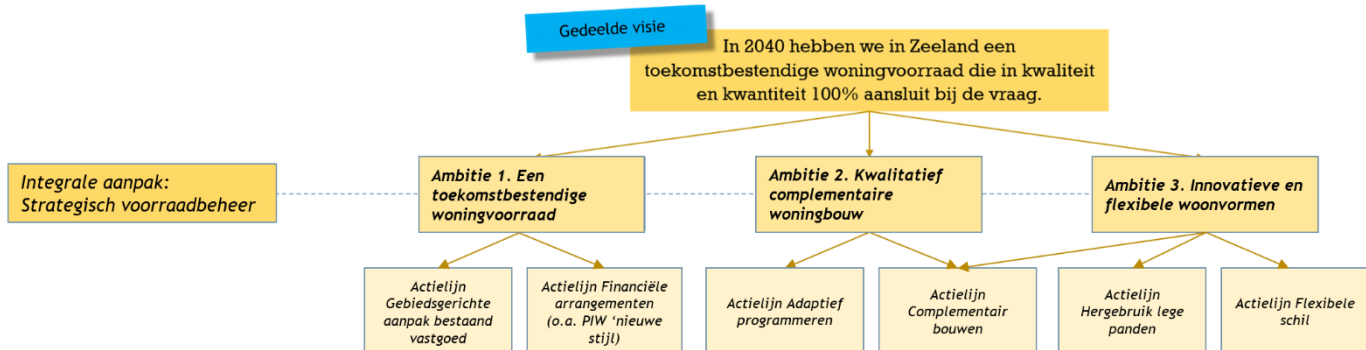 Gedeelde visie
In 2040 hebben we in Zeeland een
toekomstbestendige woningvoorraad die in kwaliteit
en kwantiteit 100% aansluit bij de vraag.
Integrale aanpak:
Strategisch voorraadbeheer
Ambitie 1. Een
toekomstbestendige
woningvoorraad
Ambitie 2. Kwalitatief
complementaire
woningbouw
Ambitie 3. Innovatieve en
flexibele woonvormen
Actielijn
Gebiedsgerichte
aanpak bestaand
vastgoed
Actielijn Financiële
arrangementen
(o.a. PIW ‘nieuwe
stijl)
Actielijn Adaptief
programmeren
Actielijn
Complementair
bouwen
Actielijn
Hergebruik lege
panden
Actielijn Flexibele
schil